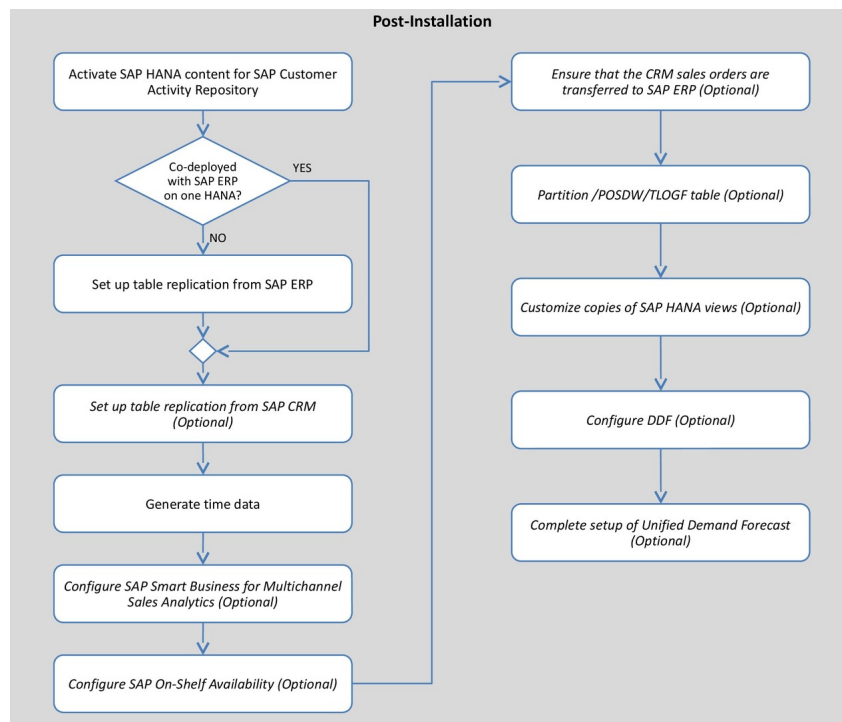 Post-Installation
Activate SAP HANA content for SAP Customer
Activity Repository
Co-deployed
with SAP ERP
on one HANA?
YES
NO
Set up table replication from SAP ERP
Set up table replication from SAP CRM
(Optional)
Generate time data
Configure SAP Smart Business for Multichannel
Sales Analytics (Optional)
Configure SAP On-Shelf Availability (Optional)
Ensure that the CRM sales orders are
transferred to SAP ERP (Optional)
Partition /POSDW/TLOGF table (Optional)
Customize copies of SAP HANA views (Optional)
Configure DDF (Optional)
Complete setup of Unified Demand Forecast
(Optional)